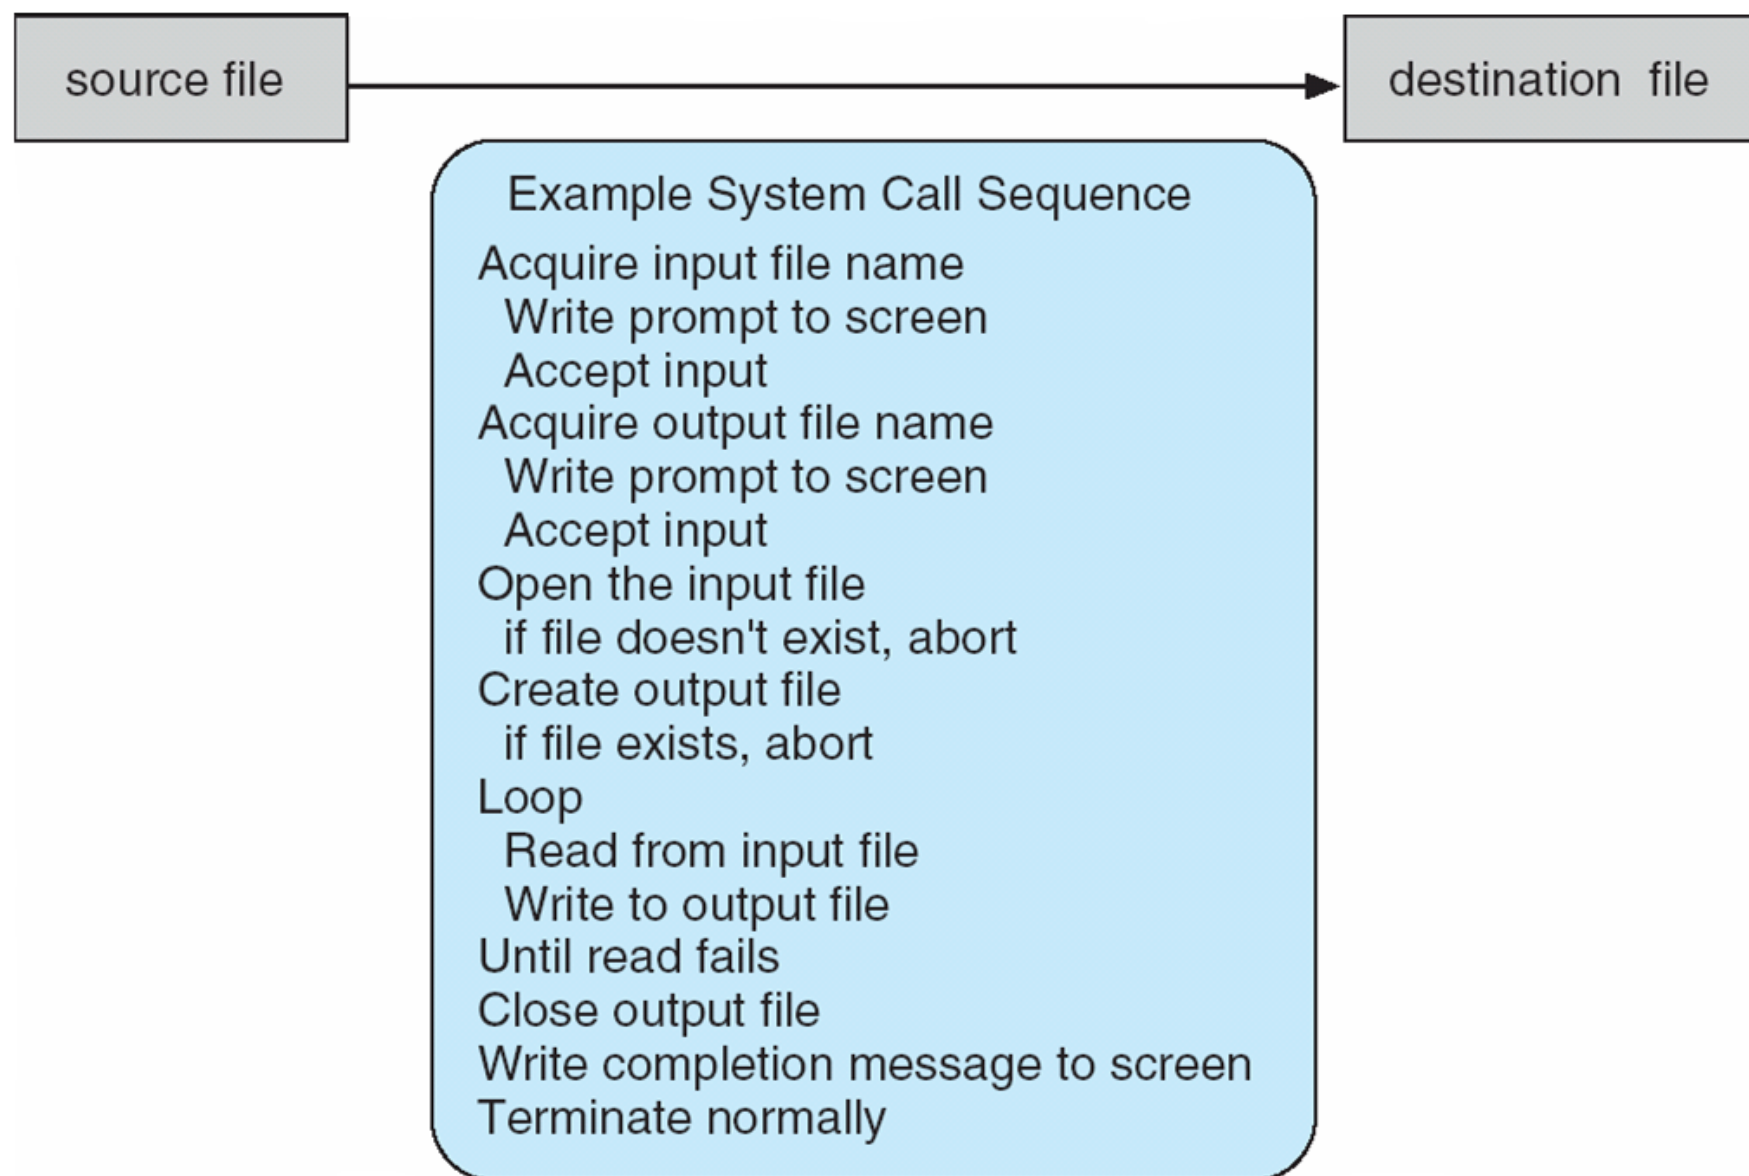 source file
destination file
Example System Call Sequence
Acquire input file name
Write prompt to screen
Accept input
Acquire output file name
Write prompt to screen
Accept input
Open the input file
if file doesn't exist, abort
Create output file
if file exists, abort
Loop
Read from input file
Write to output file
Until read fails
Close output file
Write completion message to screen
Terminate normally